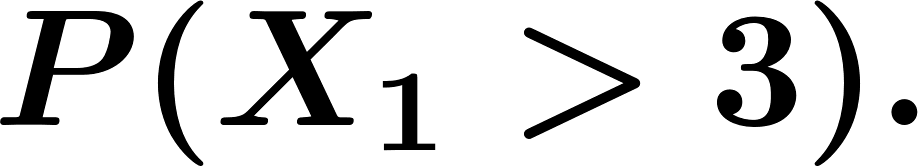 P(X₁ > 3).